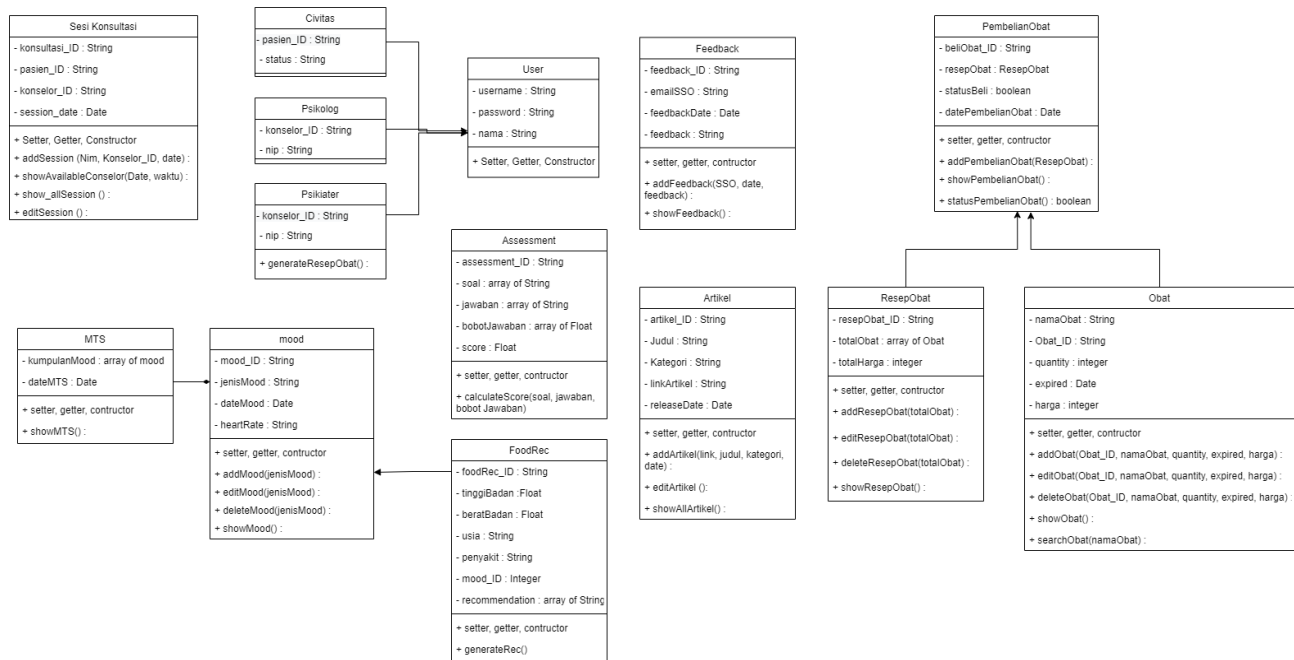 Sesi Konsultasi
- konsultasi_ID : String
- pasien_ID : String
- konselor_ID : String
- session_date : Date
+ Setter, Getter, Constructor
+ addSession (Nim, Konselor_ID, date) :
+ showAvailableConselor(Date, waktu) :
+ show_allSession () :
+ editSession () :
Civitas
- pasien_ID : String
- status : String
Psikolog
- konselor_ID : String
- nip : String
Psikiater
- konselor_ID : String
- nip : String
+ generateResepObat() :
User
- username : String
- password : String
- nama : String
+ Setter, Getter, Constructor
Feedback
- feedback_ID : String
- emailSSO : String
- feedbackDate : Date
- feedback : String
+ setter, getter, contructor
+ addFeedback(SSO, date,
feedback) :
+ showFeedback() :
PembelianObat
- beliObat_ID : String
- resepObat : ResepObat
- statusBeli : boolean
- datePembelianObat : Date
+ setter, getter, contructor
+ addPembelianObat(ResepObat) :
+ showPembelianObat() :
+ statusPembelianObat() : boolean
MTS
- kumpulanMood : array of mood
- dateMTS : Date
+ setter, getter, contructor
+ showMTS() :
mood
- mood_ID : String
- jenisMood : String
- dateMood : Date
- heartRate : String
+ setter, getter, contructor
+ addMood(jenisMood) :
+ editMood(jenisMood) :
+ deleteMood(jenisMood) :
+ showMood() :
Assessment
- assessment_ID : String
- soal : array of String
- jawaban : array of String
- bobotJawaban : array of Float
- score : Float
+ setter, getter, contructor
+ calculateScore(soal, jawaban,
bobot Jawaban)
FoodRec
- foodRec_ID : String
- tinggiBadan :Float
- beratBadan : Float
- usia : String
- penyakit : String
- mood_ID : Integer
- recommendation : array of String
+ setter, getter, contructor
+ generateRec()
Artikel
- artikel_ID : String
- Judul : String
- Kategori : String
- linkArtikel : String
- releaseDate : Date
+ setter, getter, contructor
+ addArtikel(link, judul, kategori,
date) :
+ editArtikel ():
+ showAllArtikel() :
ResepObat
- resepObat_ID : String
- totalObat : array of Obat
- totalHarga : integer
+ setter, getter, contructor
+ addResepObat(totalObat) :
+ editResepObat(totalObat) :
+ deleteResepObat(totalObat) :
+ showResepObat() :
Obat
- namaObat : String
- Obat_ID : String
- quantity : integer
- expired : Date
- harga : integer
+ setter, getter, contructor
+ addObat(Obat_ID, namaObat, quantity, expired, harga) :
+ editObat(Obat_ID, namaObat, quantity, expired, harga) :
+ deleteObat(Obat_ID, namaObat, quantity, expired, harga) :
+ showObat() :
+ searchObat(namaObat) :